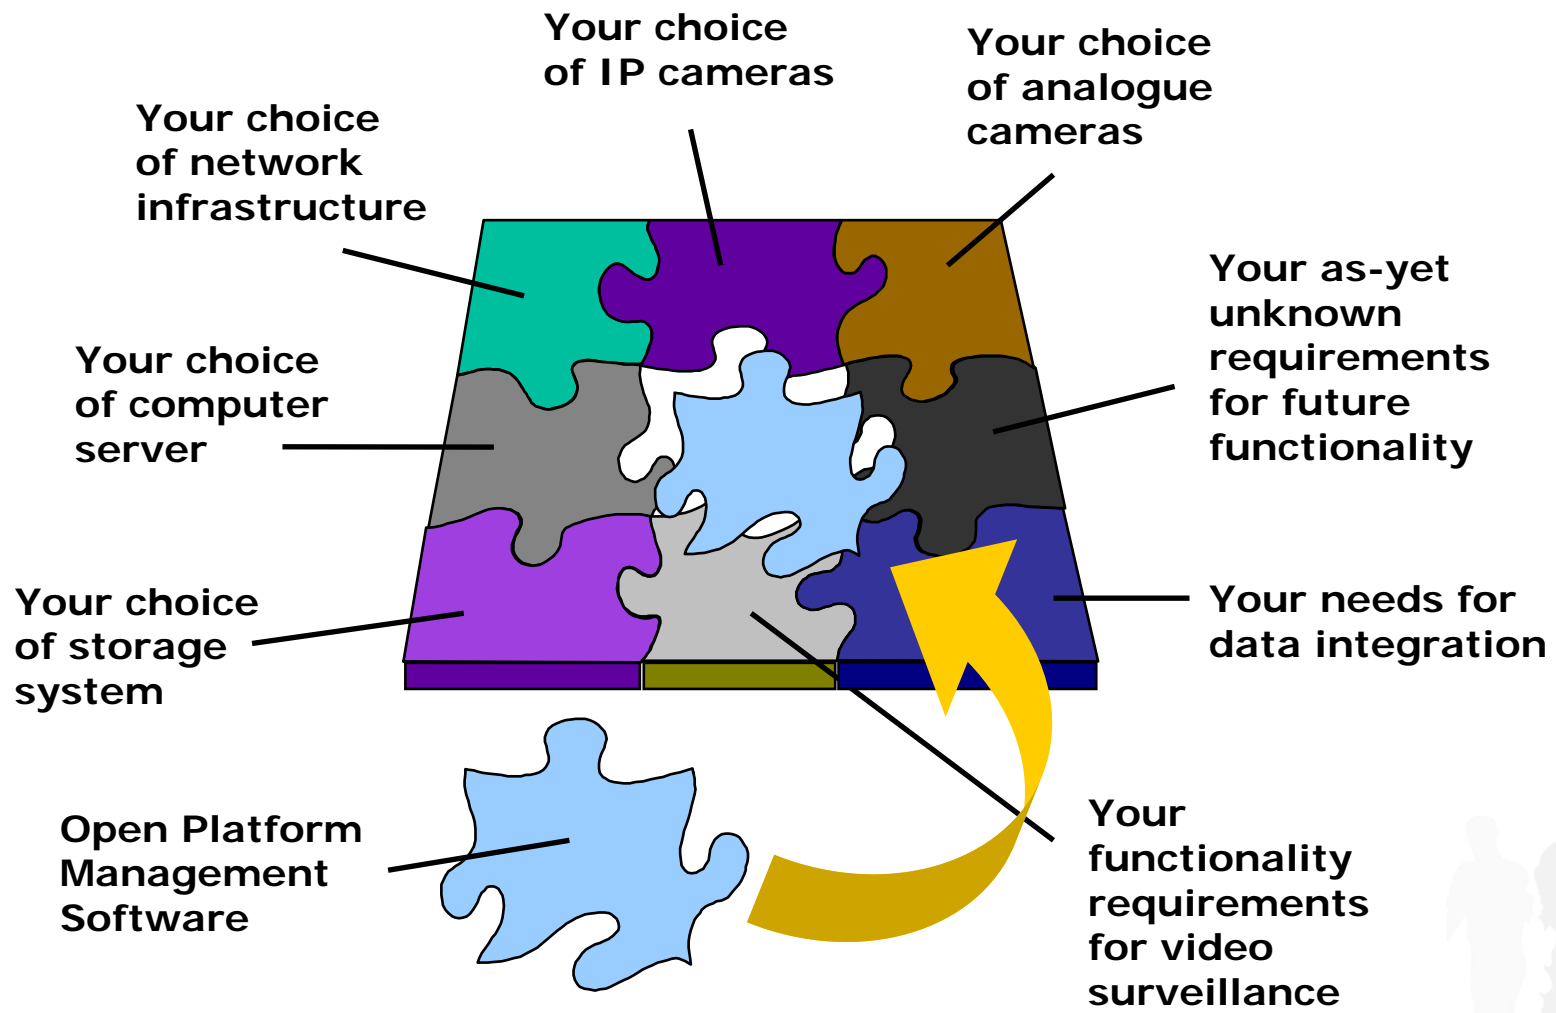 Your choice
of IP cameras
Your choice
of analogue
cameras
Your choice
of network
infrastructure
Your as-yet
unknown
requirements
for future
functionality
Your choice
of computer
server
Your choice
of storage
system
Your needs for
data integration
Open Platform
Management
Software
Your
functionality
requirements
for video
surveillance